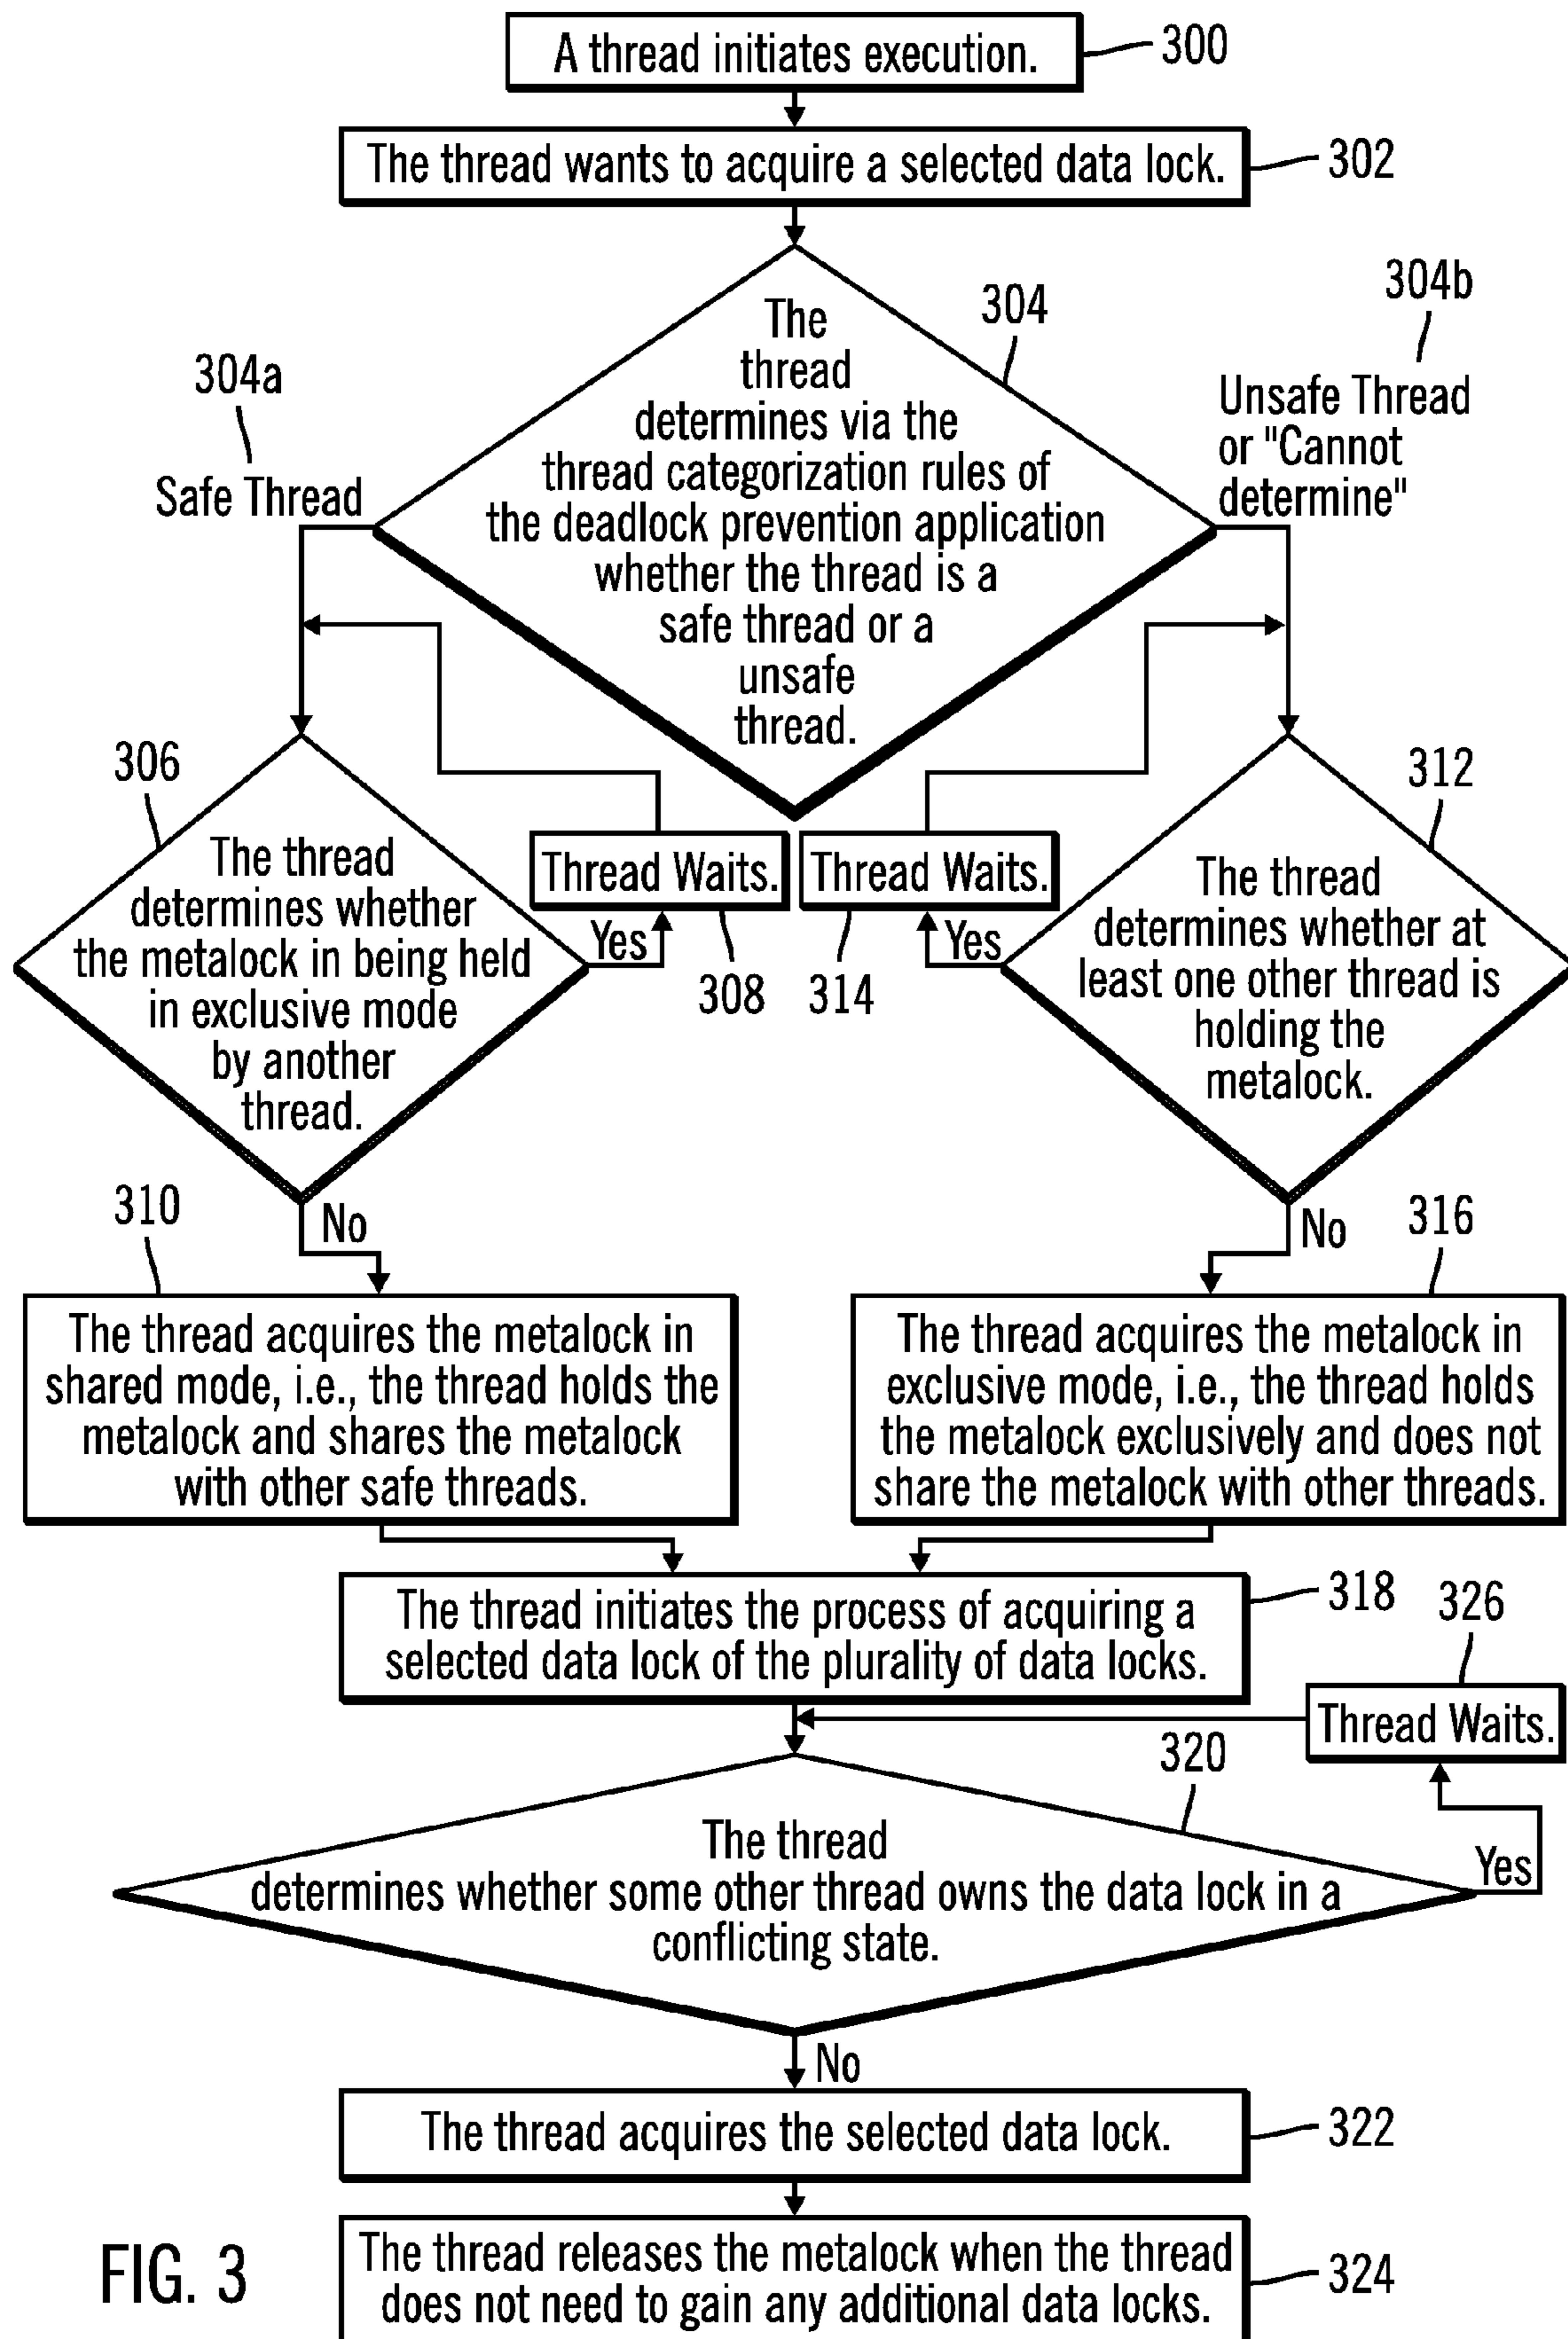 A thread initiates execution.
300
The thread wants to acquire a selected data lock.
302
304a
Safe Thread
The
thread
determines via the
thread categorization rules of
the deadlock prevention application
whether the thread is a
safe thread or a
unsafe
thread.
304
304b
Unsafe Thread
or "Cannot
determine"
306
The thread
determines whether
the metalock in being held
in exclusive mode
by another
thread.
Yes
Thread Waits.
308
Thread Waits.
314
Yes
312
The thread
determines whether at
least one other thread is
holding the
metalock.
No
No
310
The thread acquires the metalock in
shared mode, i.e., the thread holds the
metalock and shares the metalock
with other safe threads.
316
The thread acquires the metalock in
exclusive mode, i.e., the thread holds
the metalock exclusively and does not
share the metalock with other threads.
The thread initiates the process of acquiring a
selected data lock of the plurality of data locks.
318
326
Thread Waits.
320
The thread
determines whether some other thread owns the data lock in a
conflicting state.
Yes
No
The thread acquires the selected data lock.
322
The thread releases the metalock when the thread
does not need to gain any additional data locks.
324
FIG. 3